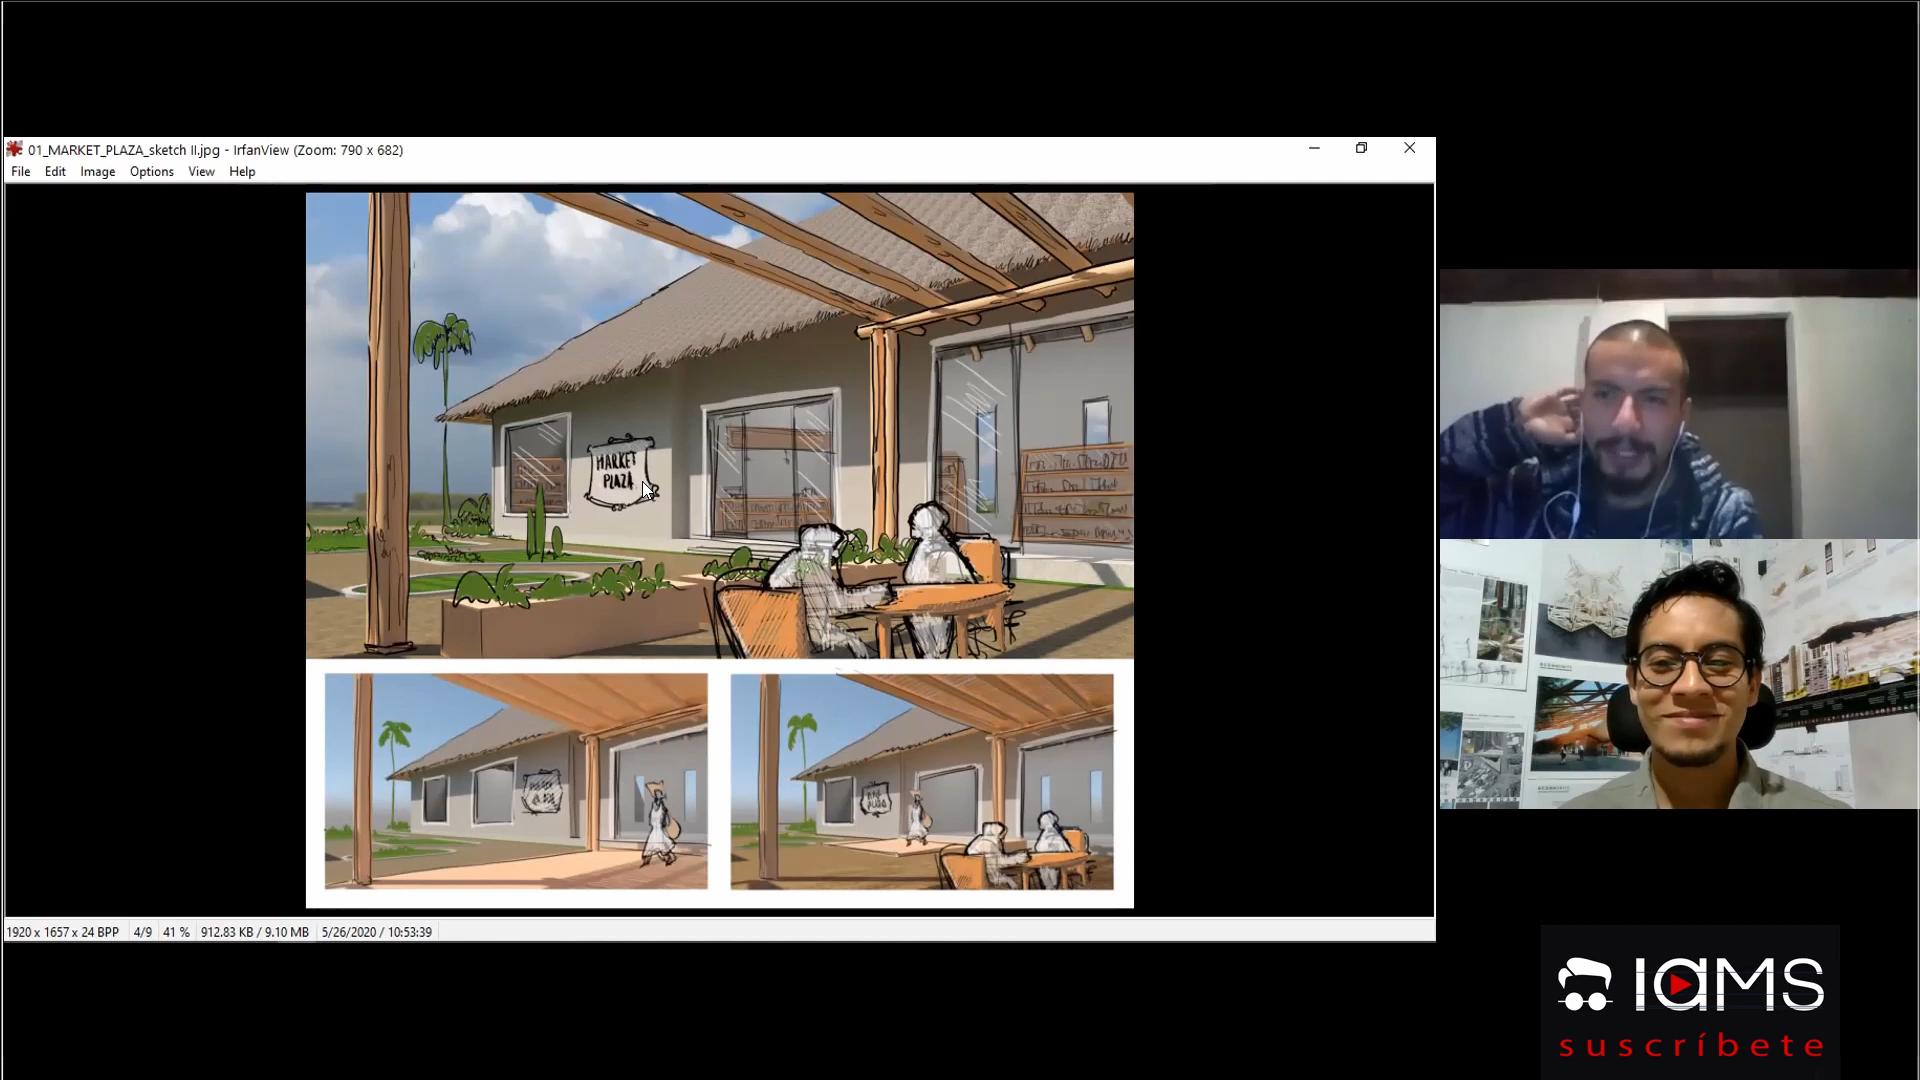 01_MARKET_PLAZA_sketch II.jpg - IrfanView (Zoom: 790 x 682)
File Edit Image Options View Help
MARKET
PLAZA
1920 x 1657 x 24 BPP 4/9 41 % 912.83 KB / 9.10 MB 5/26/2020 / 10:53:39
IaMS
suscríbete